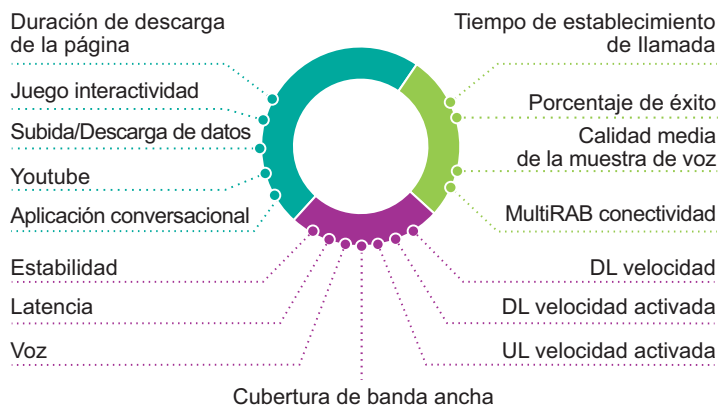 Duración de descarga
de la página
Juego interactividad
Subida/Descarga de datos
Youtube
Aplicación conversacional
Estabilidad
Latencia
Voz
Cubertura de banda ancha
Tiempo de establecimiento
de llamada
Porcentaje de éxito
Calidad media
de la muestra de voz
MultiRAB conectividad
DL velocidad
DL velocidad activada
UL velocidad activada